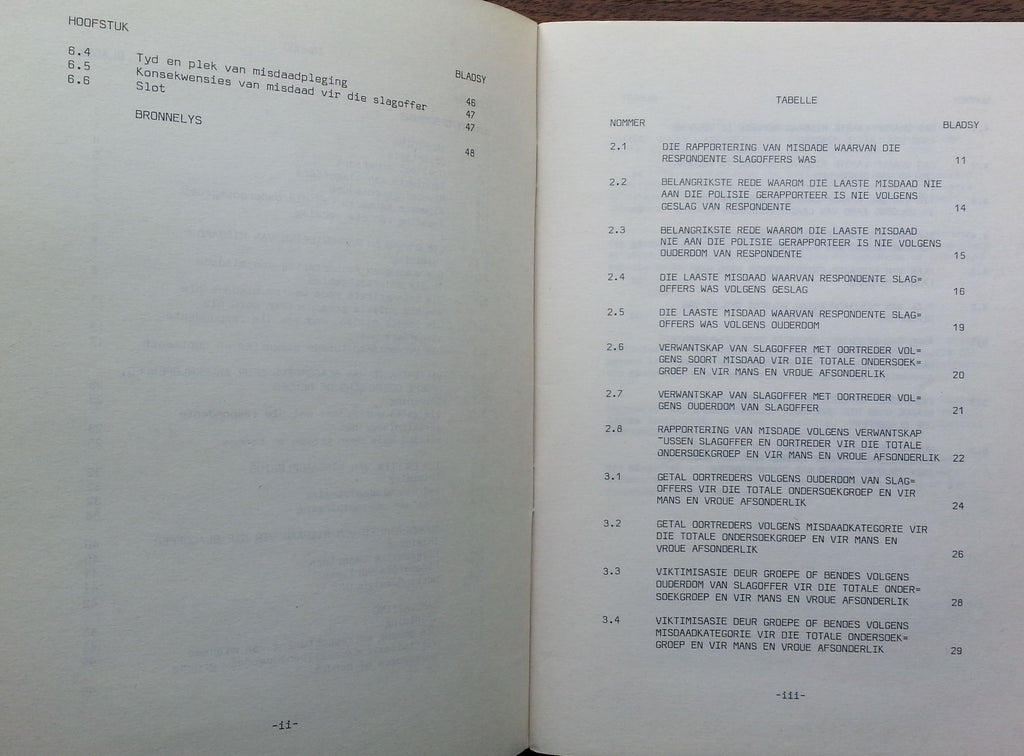 HOOFSTUK
BLADSY
6.4 Tyd en plek van misdaadpleging 46
6.5 Konsekwensies van misdaad vir die slagoffer 47
6.6 Slot 47
BRONNELYS 48
-ii-
TABELLE
NOMMER BLADSY
2.1 DIE RAPPORTERING VAN MISDADE WAARVAN DIE
RESPONDENTE SLAGOFFERS WAS 11
2.2 BELANGRIKSTE REDE WAAROM DIE LAASTE MISDAAD NIE
AAN DIE POLISIE GERAPPORTEER IS NIE VOLGENS
GESLAG VAN RESPONDENTE 14
2.3 BELANGRIKSTE REDE WAAROM DIE LAASTE MISDAAD
NIE AAN DIE POLISIE GERAPPORTEER IS NIE VOLGENS
OUDERDOM VAN RESPONDENTE 15
2.4 DIE LAASTE MISDAAD WAARVAN RESPONDENTE SLAG=
OFFERS WAS VOLGENS GESLAG 16
2.5 DIE LAASTE MISDAAD WAARVAN RESPONDENTE SLAG=
OFFERS WAS VOLGENS OUDERDOM 19
2.6 VERWANTSKAP VAN SLAGOFFER MET OORTREDER VOL=
GENS SOORT MISDAAD VIR DIE TOTALE ONDERSOEK=
GROEP EN VIR MANS EN VROUE AFSONDERLIK 20
2.7 VERWANTSKAP VAN SLAGOFFER MET OORTREDER VOL=
GENS OUDERDOM VAN SLAGOFFER 21
2.8 RAPPORTERING VAN MISDADE VOLGENS VERWANTSKAP
TUSSEN SLAGOFFER EN OORTREDER VIR DIE TOTALE
ONDERSOEKGROEP EN VIR MANS EN VROUE AFSONDERLIK 22
3.1 GETAL OORTREDERS VOLGENS OUDERDOM VAN SLAG=
OFFERS VIR DIE TOTALE ONDERSOEKGROEP EN VIR
MANS EN VROUE AFSONDERLIK 24
3.2 GETAL OORTREDERS VOLGENS MISDAADKATEGORIE VIR
DIE TOTALE ONDERSOEKGROEP EN VIR MANS EN
VROUE AFSONDERLIK 26
3.3 VIKTIMISASIE DEUR GROEPE OF BENDES VOLGENS
OUDERDOM VAN SLAGOFFER VIR DIE TOTALE ONDER=
SOEKGROEP EN VIR MANS EN VROUE AFSONDERLIK 28
3.4 VIKTIMISASIE DEUR GROEPE OF BENDES VOLGENS
MISDAADKATEGORIE VIR DIE TOTALE ONDERSOEK=
GROEP EN VIR MANS EN VROUE AFSONDERLIK 29
-iii-